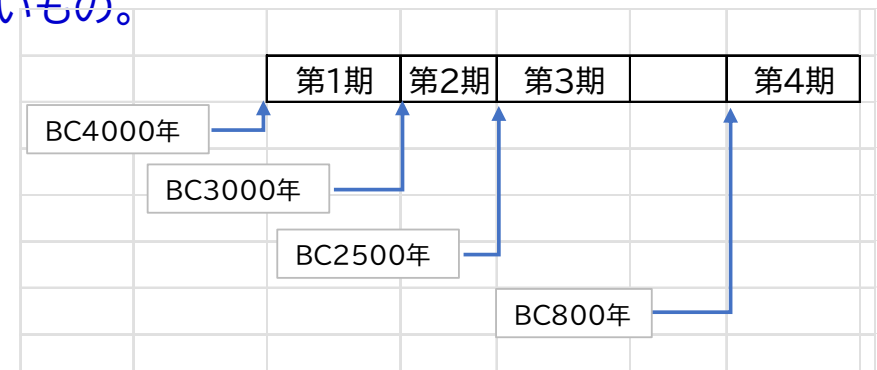 いもの。
第1期 第2期 第3期 第4期
BC4000年
BC3000年
BC2500年
BC800年